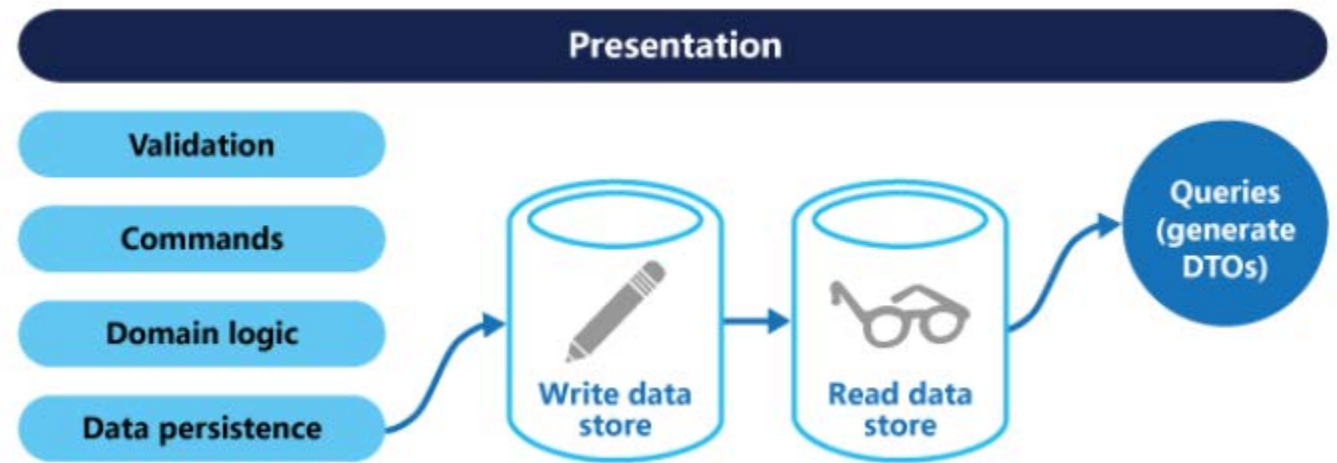 Presentation
Validation
Commands
Domain logic
Data persistence
Write data
store
Read data
store
Queries
(generate
DTOs)